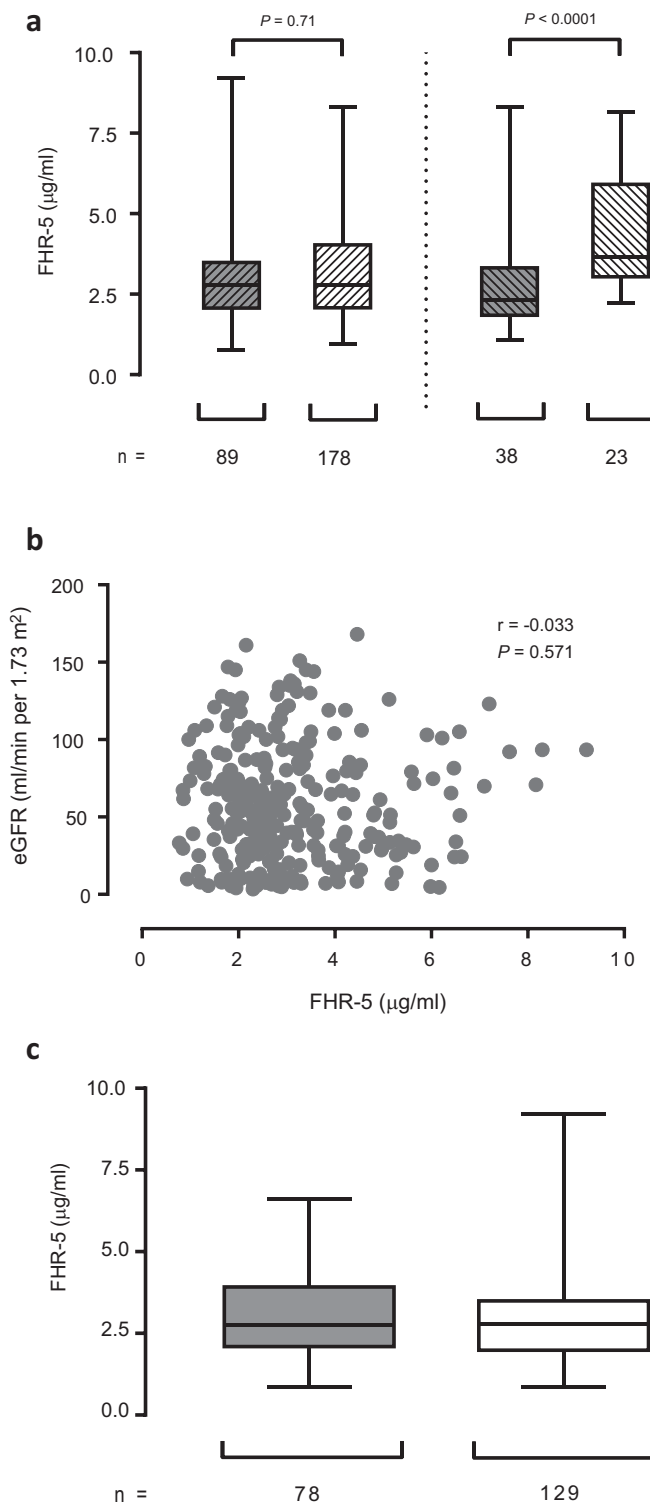 a
P = 0.71
P < 0.0001
FHR-5 (μg/ml)
10.0
7.5
5.0
2.5
0.0
n = 89 178 38 23
b
eGFR (ml/min per 1.73 m²)
200
150
100
50
0
r = -0.033
P = 0.571
0 2 4 6 8 10
FHR-5 (μg/ml)
c
FHR-5 (μg/ml)
10.0
7.5
5.0
2.5
0.0
η = 78 129